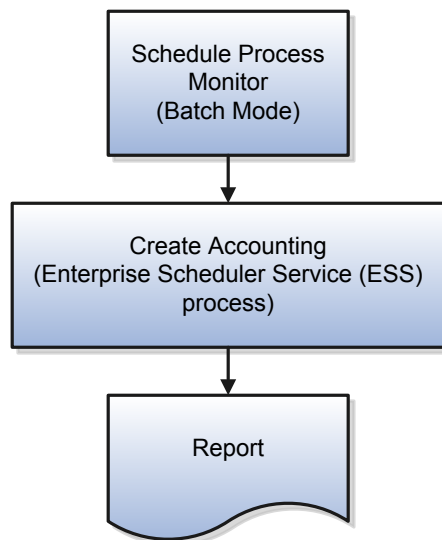 Schedule Process
Monitor
(Batch Mode)
Create Accounting
(Enterprise Scheduler Service (ESS)
process)
Report